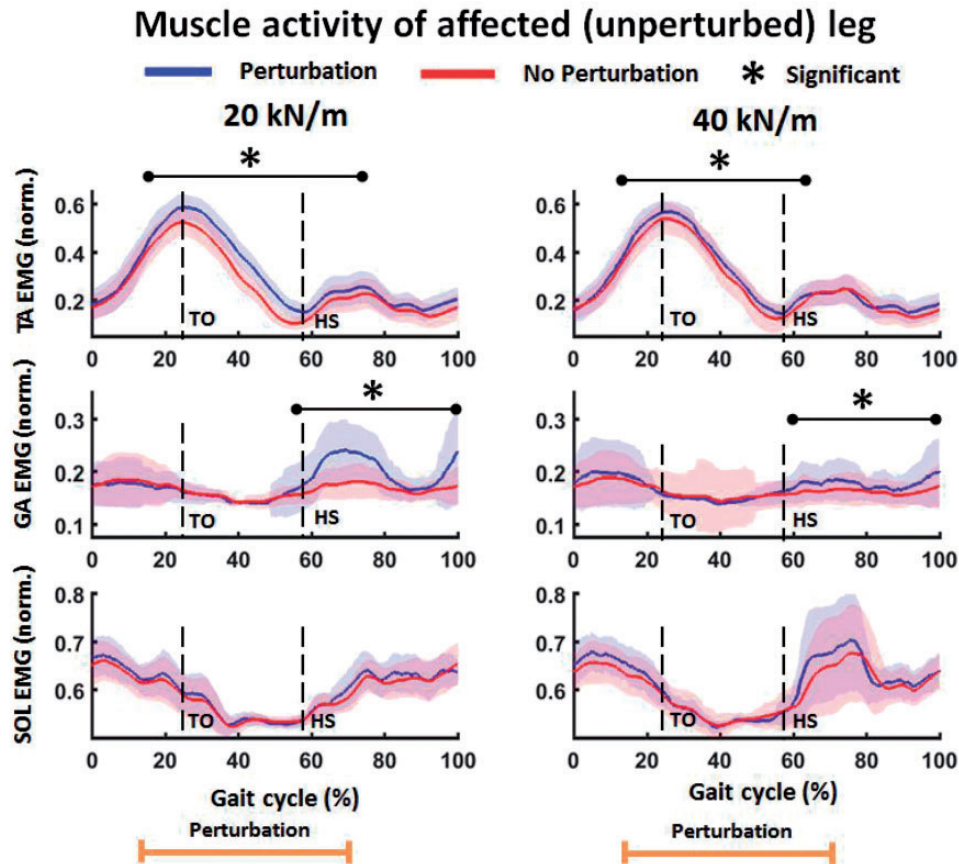 Muscle activity of affected (unperturbed) leg
Perturbation No Perturbation * Significant
20 kN/m 40 kN/m
* *
TA EMG (norm.)
0.6 0.6
0.4 0.4
0.2 0.2
TO HS TO HS
0 20 40 60 80 100 0 20 40 60 80 100
* *
GA EMG (norm.)
0.3 0.3
0.2 0.2
0.1 0.1
TO HS TO HS
0 20 40 60 80 100 0 20 40 60 80 100
SOL EMG (norm.)
0.8 0.8
0.7 0.7
0.6 0.6
TO HS TO HS
0 20 40 60 80 100 0 20 40 60 80 100
Gait cycle (%) Gait cycle (%)
Perturbation Perturbation